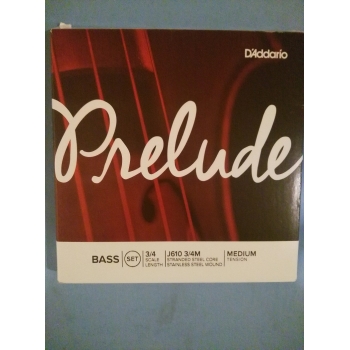 D'Addario
Prelude
BASS SET 3/4 SCALE LENGTH J610 3/4M STRANDED STEEL CORE STAINLESS STEEL WOUND MEDIUM TENSION